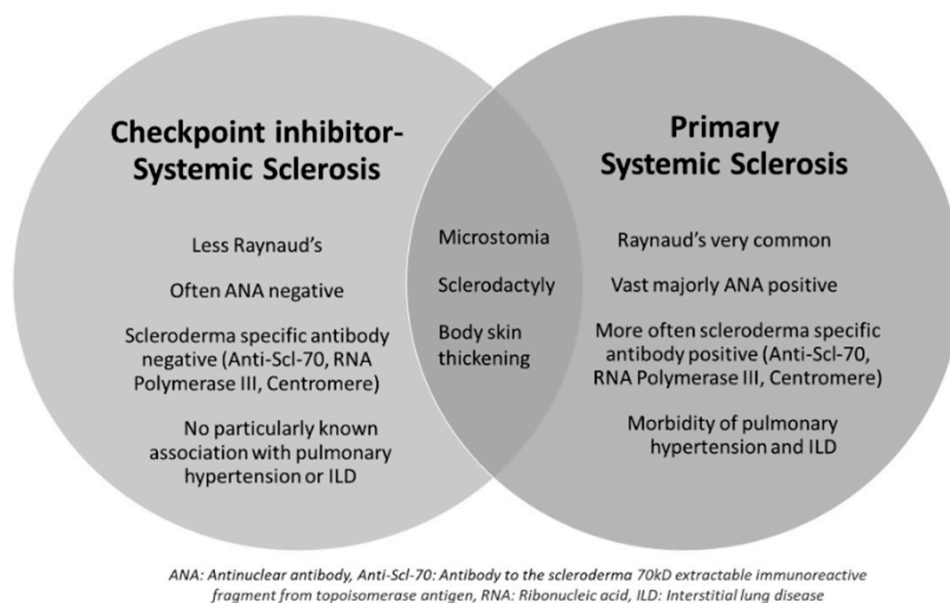 Checkpoint inhibitor-
Systemic Sclerosis
Less Raynaud's
Often ANA negative
Scleroderma specific antibody
negative (Anti-Scl-70, RNA
Polymerase III, Centromere)
No particularly known
association with pulmonary
hypertension or ILD
Microstomia
Sclerodactyly
Body skin
thickening
Primary
Systemic Sclerosis
Raynaud's very common
Vast majorly ANA positive
More often scleroderma specific
antibody positive (Anti-Scl-70,
RNA Polymerase III, Centromere)
Morbidity of pulmonary
hypertension and ILD
ANA: Antinuclear antibody, Anti-Scl-70: Antibody to the scleroderma 70kD extractable immunoreactive
fragment from topoisomerase antigen, RNA: Ribonucleic acid, ILD: Interstitial lung disease